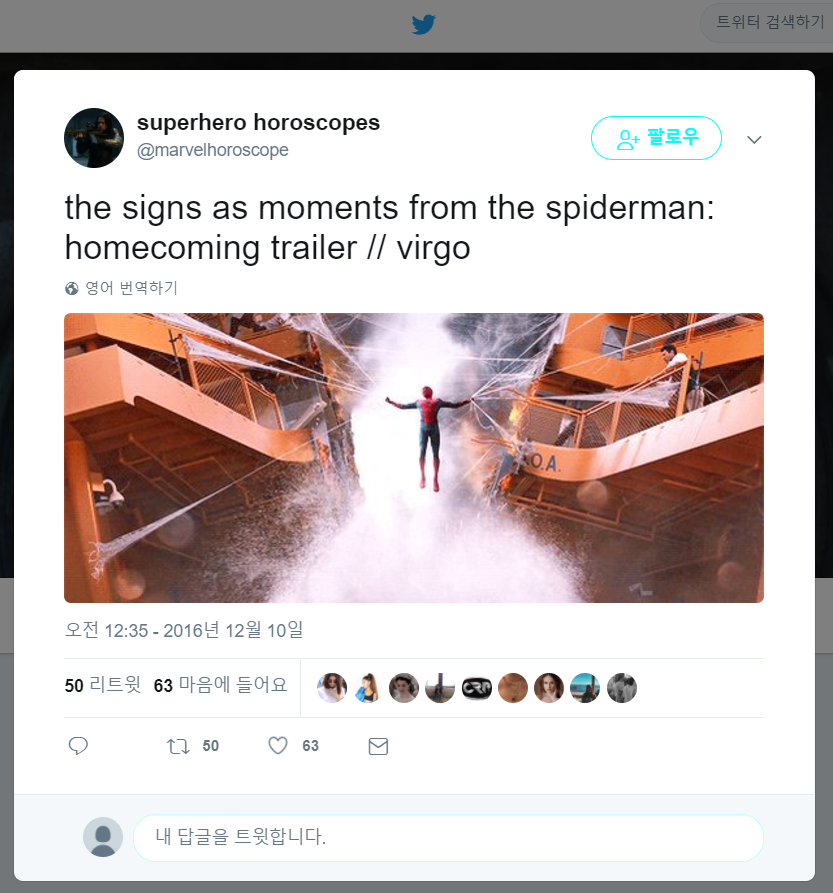 트위터 검색하기
superhero horoscopes
@marvelhoroscope
팔로우
the signs as moments from the spiderman:
homecoming trailer // virgo
영어 번역하기
O.A.
오전 12:35 - 2016년 12월 10일
50 리트윗 63 마음에 들어요
CRA
50 63
내 답글을 트윗합니다.